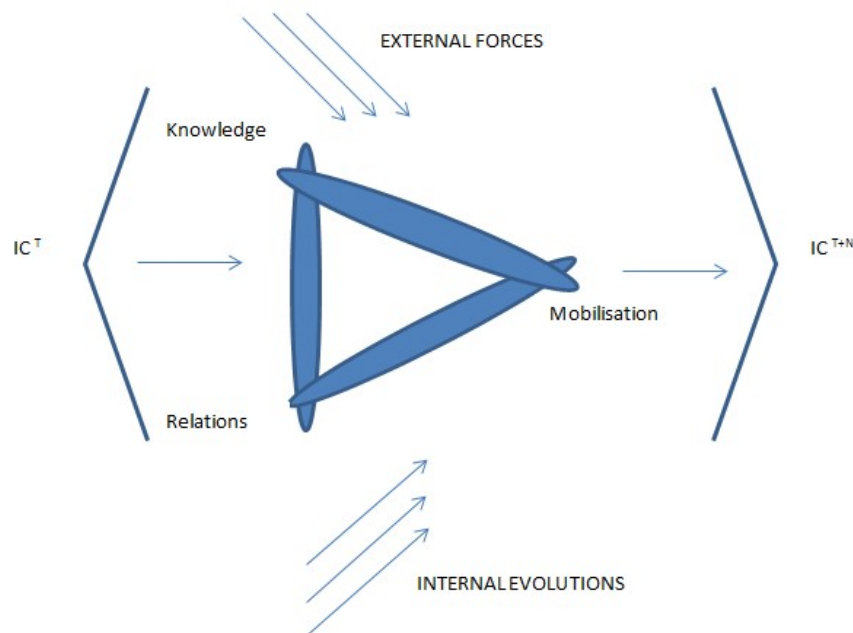 EXTERNAL FORCES
Knowledge
IC T
IC T+N
Mobilisation
Relations
INTERNAL EVOLUTIONS